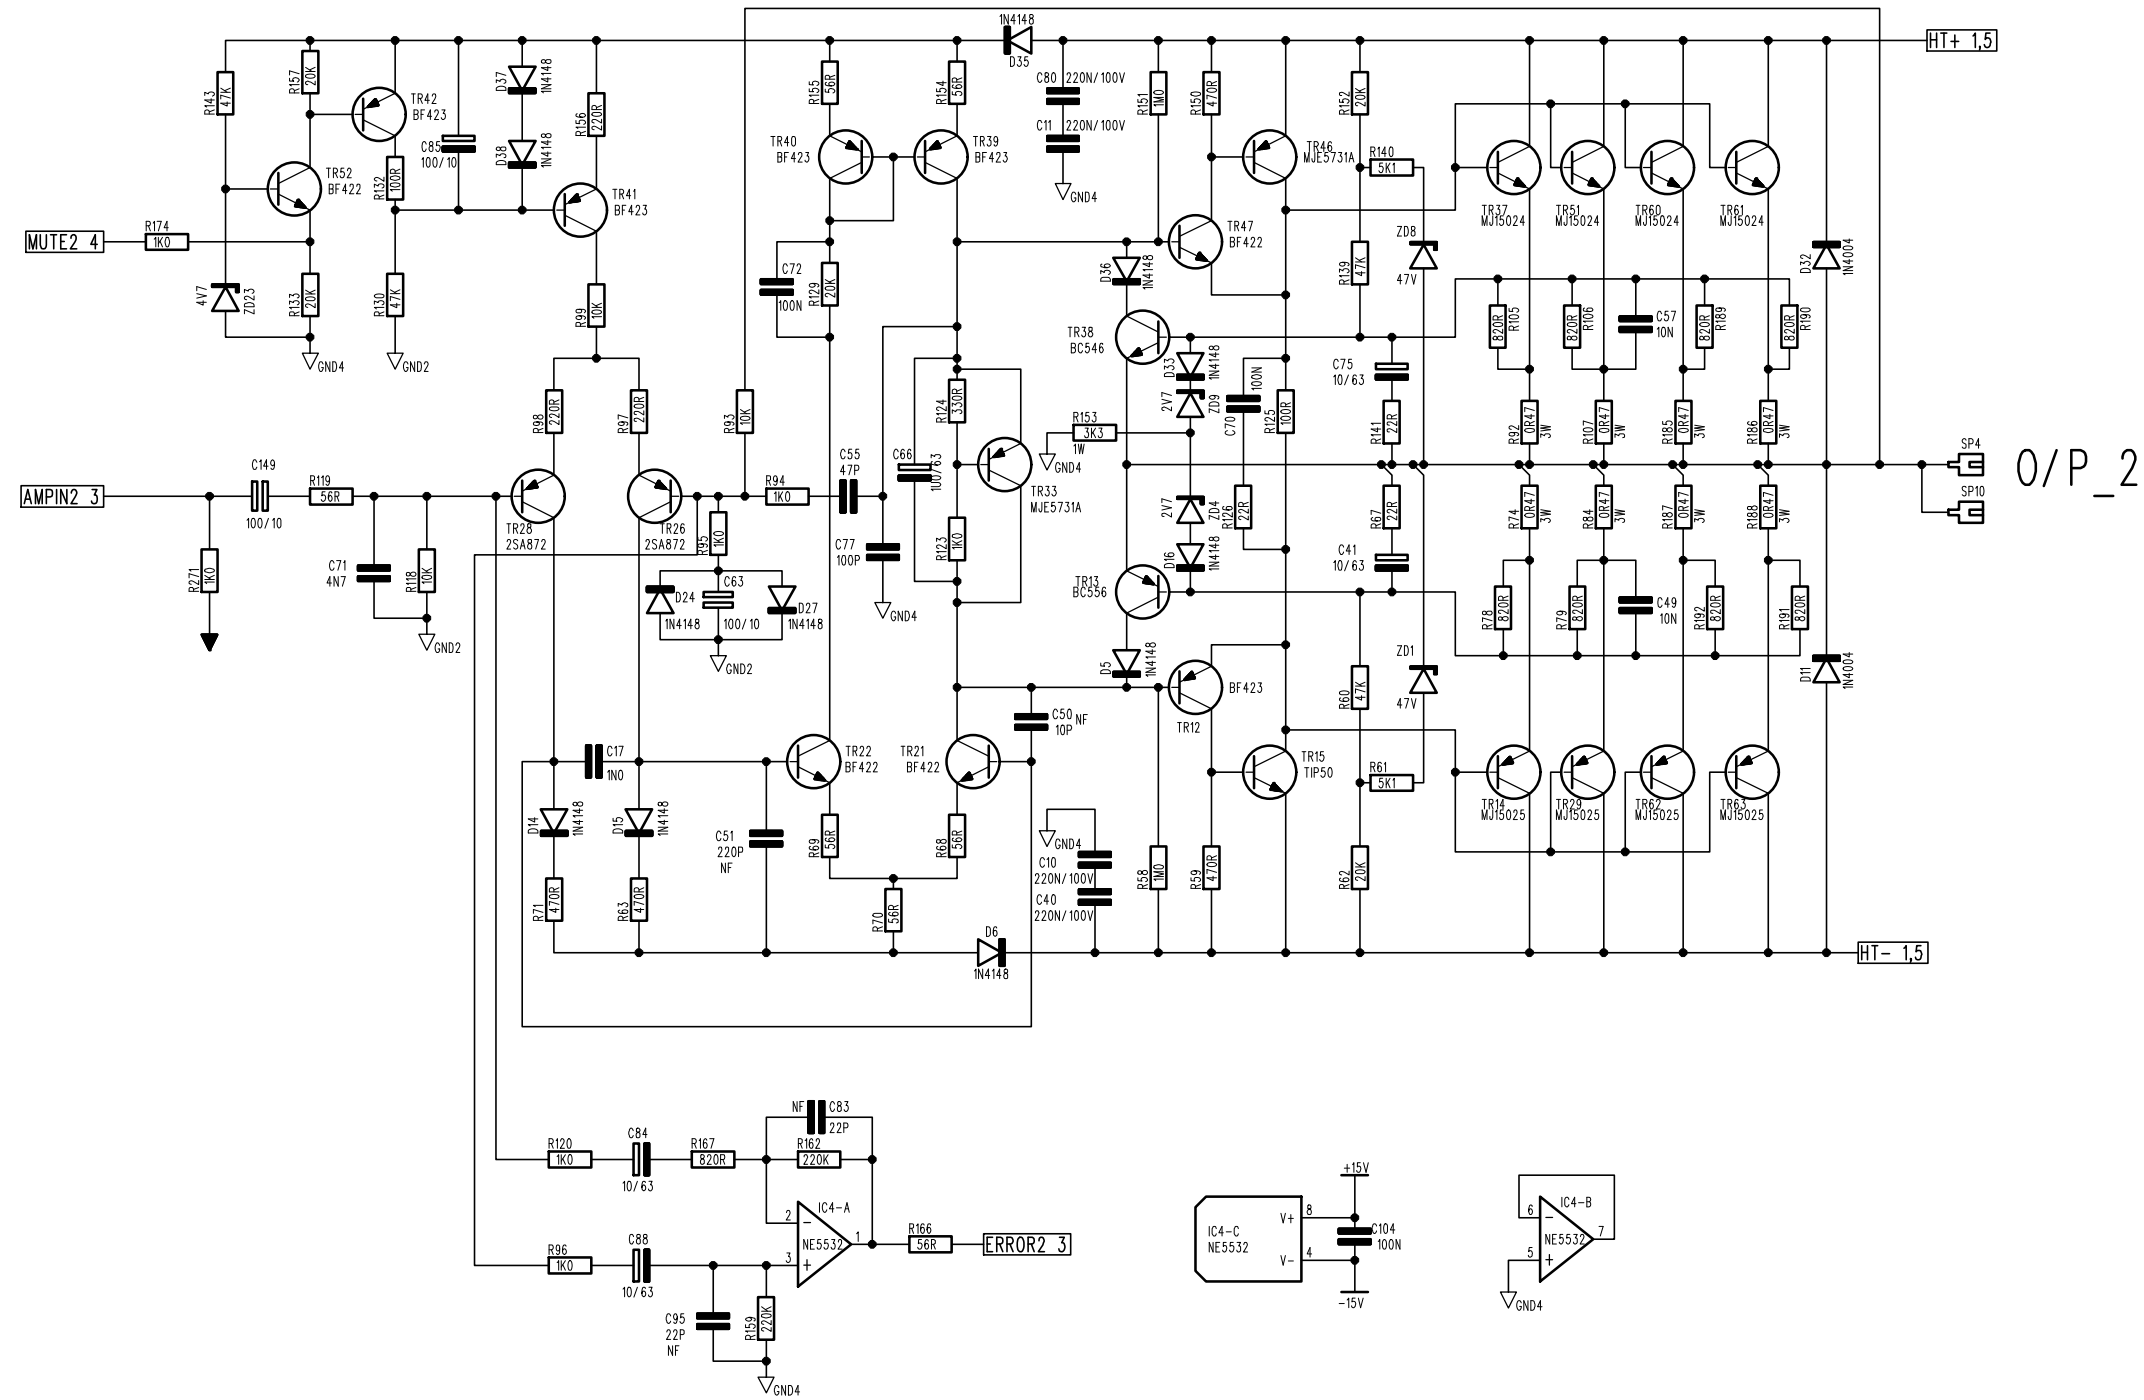 1N4148
D35
HT+ 1,5
R143
47K
R157
20K
TR42
BF423
C85
100/10
D37
1N4148
D38
1N4148
R156
220R
R155
56R
R154
56R
C80
220N/100V
C11
220N/100V
GND4
R151
1M0
R150
470R
R152
20K
TR40
BF423
TR39
BF423
TR46
MJE5731A
R140
5K1
TR52
BF422
R132
100R
TR41
BF423
TR37
MJ15024
TR51
MJ15024
TR60
MJ15024
TR61
MJ15024
MUTE2 4
R174
1K0
TR47
BF422
ZD8
47V
D32
1N4004
4V7
ZD23
R133
20K
GND4
R130
47K
GND2
R99
10K
C72
100N
R129
20K
D36
1N4148
R139
47K
TR38
BC546
D33
1N4148
2V7
ZD9
C70
100N
R125
100R
C75
10/63
R141
22R
820R
R105
820R
R106
C57
10N
820R
R189
820R
R190
R98
220R
R97
220R
R93
10K
R124
330R
R153
3K3
1W
GND4
R92
0R47
3W
R107
0R47
3W
R185
0R47
3W
R186
0R47
3W
SP4
O/P_2
SP10
AMPIN2 3
C149
100/10
R119
56R
R271
1K0
C71
4N7
R118
10K
GND2
TR28
2SA872
TR26
2SA872
R95
1K0
R94
1K0
C55
47P
C66
100/63
C77
100P
GND4
TR33
MJE5731A
R123
1K0
D24
1N4148
C63
100/10
D27
1N4148
GND2
2V7
ZD4
R126
22R
D16
1N4148
R67
22R
C41
10/63
R74
0R47
3W
R84
0R47
3W
R187
0R47
3W
R188
0R47
3W
TR13
BC556
D5
1N4148
R78
820R
R79
820R
C49
10N
R192
820R
R191
820R
BF423
TR12
R60
47K
ZD1
47V
D11
1N4004
C50
NF
10P
C17
1N0
TR22
BF422
TR21
BF422
TR15
TIP50
R61
5K1
TR14
MJ15025
TR29
MJ15025
TR62
MJ15025
TR63
MJ15025
D14
1N4148
D15
1N4148
C51
220P
NF
R69
56R
R68
56R
GND4
C10
220N/100V
C40
220N/100V
R58
1M0
R59
470R
R62
20K
R71
470R
R63
470R
R70
56R
D6
1N4148
HT- 1,5
NF
C83
22P
R120
1K0
C84
10/63
R167
820R
R162
220K
IC4-A
2
3
1
NE5532
R166
56R
ERROR2 3
R96
1K0
C88
10/63
C95
22P
NF
R159
220K
GND4
+15V
IC4-C
NE5532
V+
8
V-
4
C104
100N
-15V
IC4-B
6
5
7
NE5532
GND4